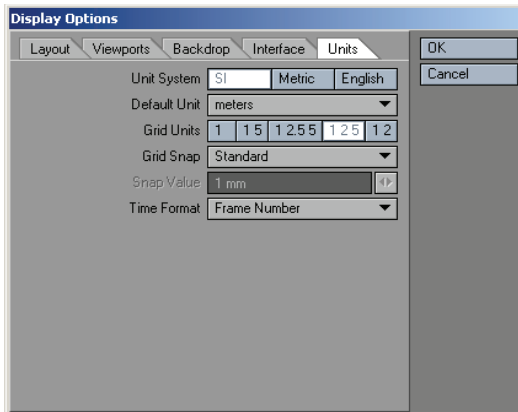 Display Options
Layout Viewports Backdrop Interface Units
OK
Cancel
Unit System SI Metric English
Default Unit meters
Grid Units 1 1 5 1 2.5 5 1 2 5 1 2
Grid Snap Standard
Snap Value 1 mm
Time Format Frame Number